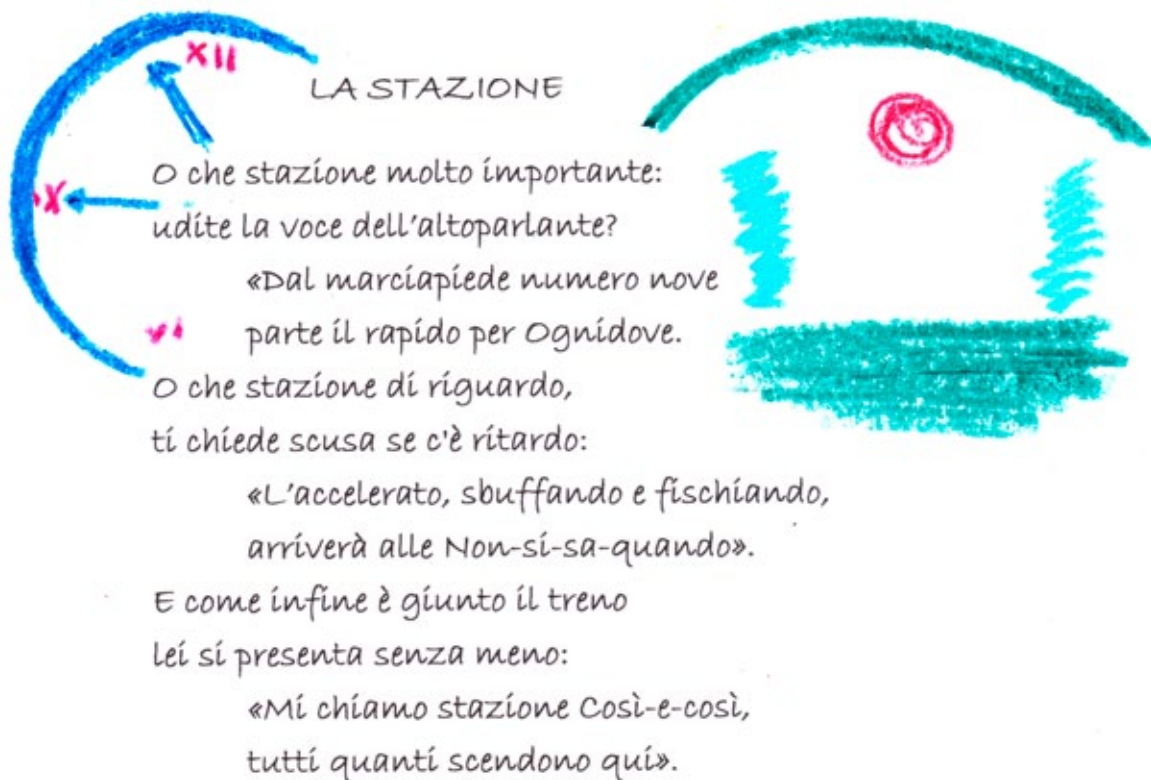 XII
LA STAZIONE
O che stazione molto importante:
X
udite la voce dell'altoparlante?
«Dal marciapiede numero nove
VI
parte il rapido per Ognidove.
O che stazione di riguardo,
ti chiede scusa se c'è ritardo:
«L'accelerato, sbuffando e fischiando,
arriverà alle Non-si-sa-quando».
E come infine è giunto il treno
lei si presenta senza meno:
«Mi chiamo stazione Così-e-così,
tutti quanti scendono qui».